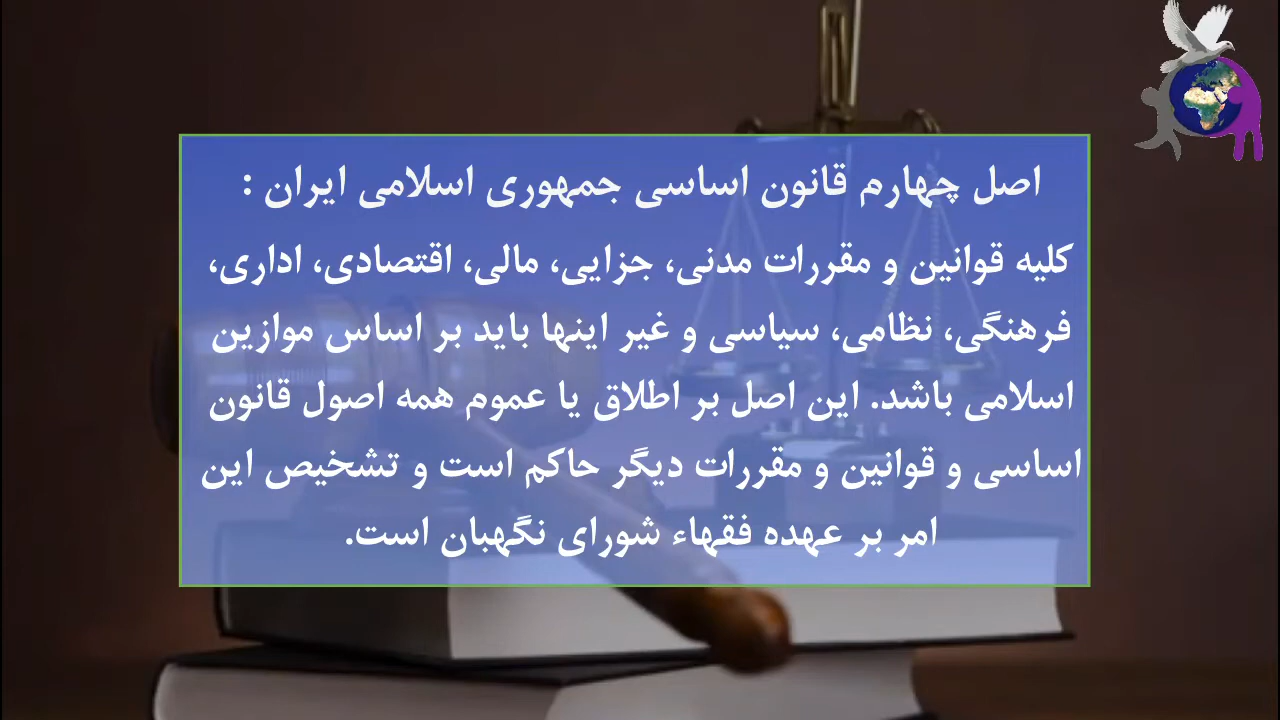 اصل چهارم قانون اساسی جمهوری اسلامی ایران :
کلیه قوانین و مقررات مدنی، جزایی، مالی، اقتصادی، اداری،
فرهنگی، نظامی، سیاسی و غیر اینها باید بر اساس موازین
اسلامی باشد. این اصل بر اطلاق یا عموم همه اصول قانون
اساسی و قوانین و مقررات دیگر حاکم است و تشخیص این
امر بر عهده فقهاء شورای نگهبان است.